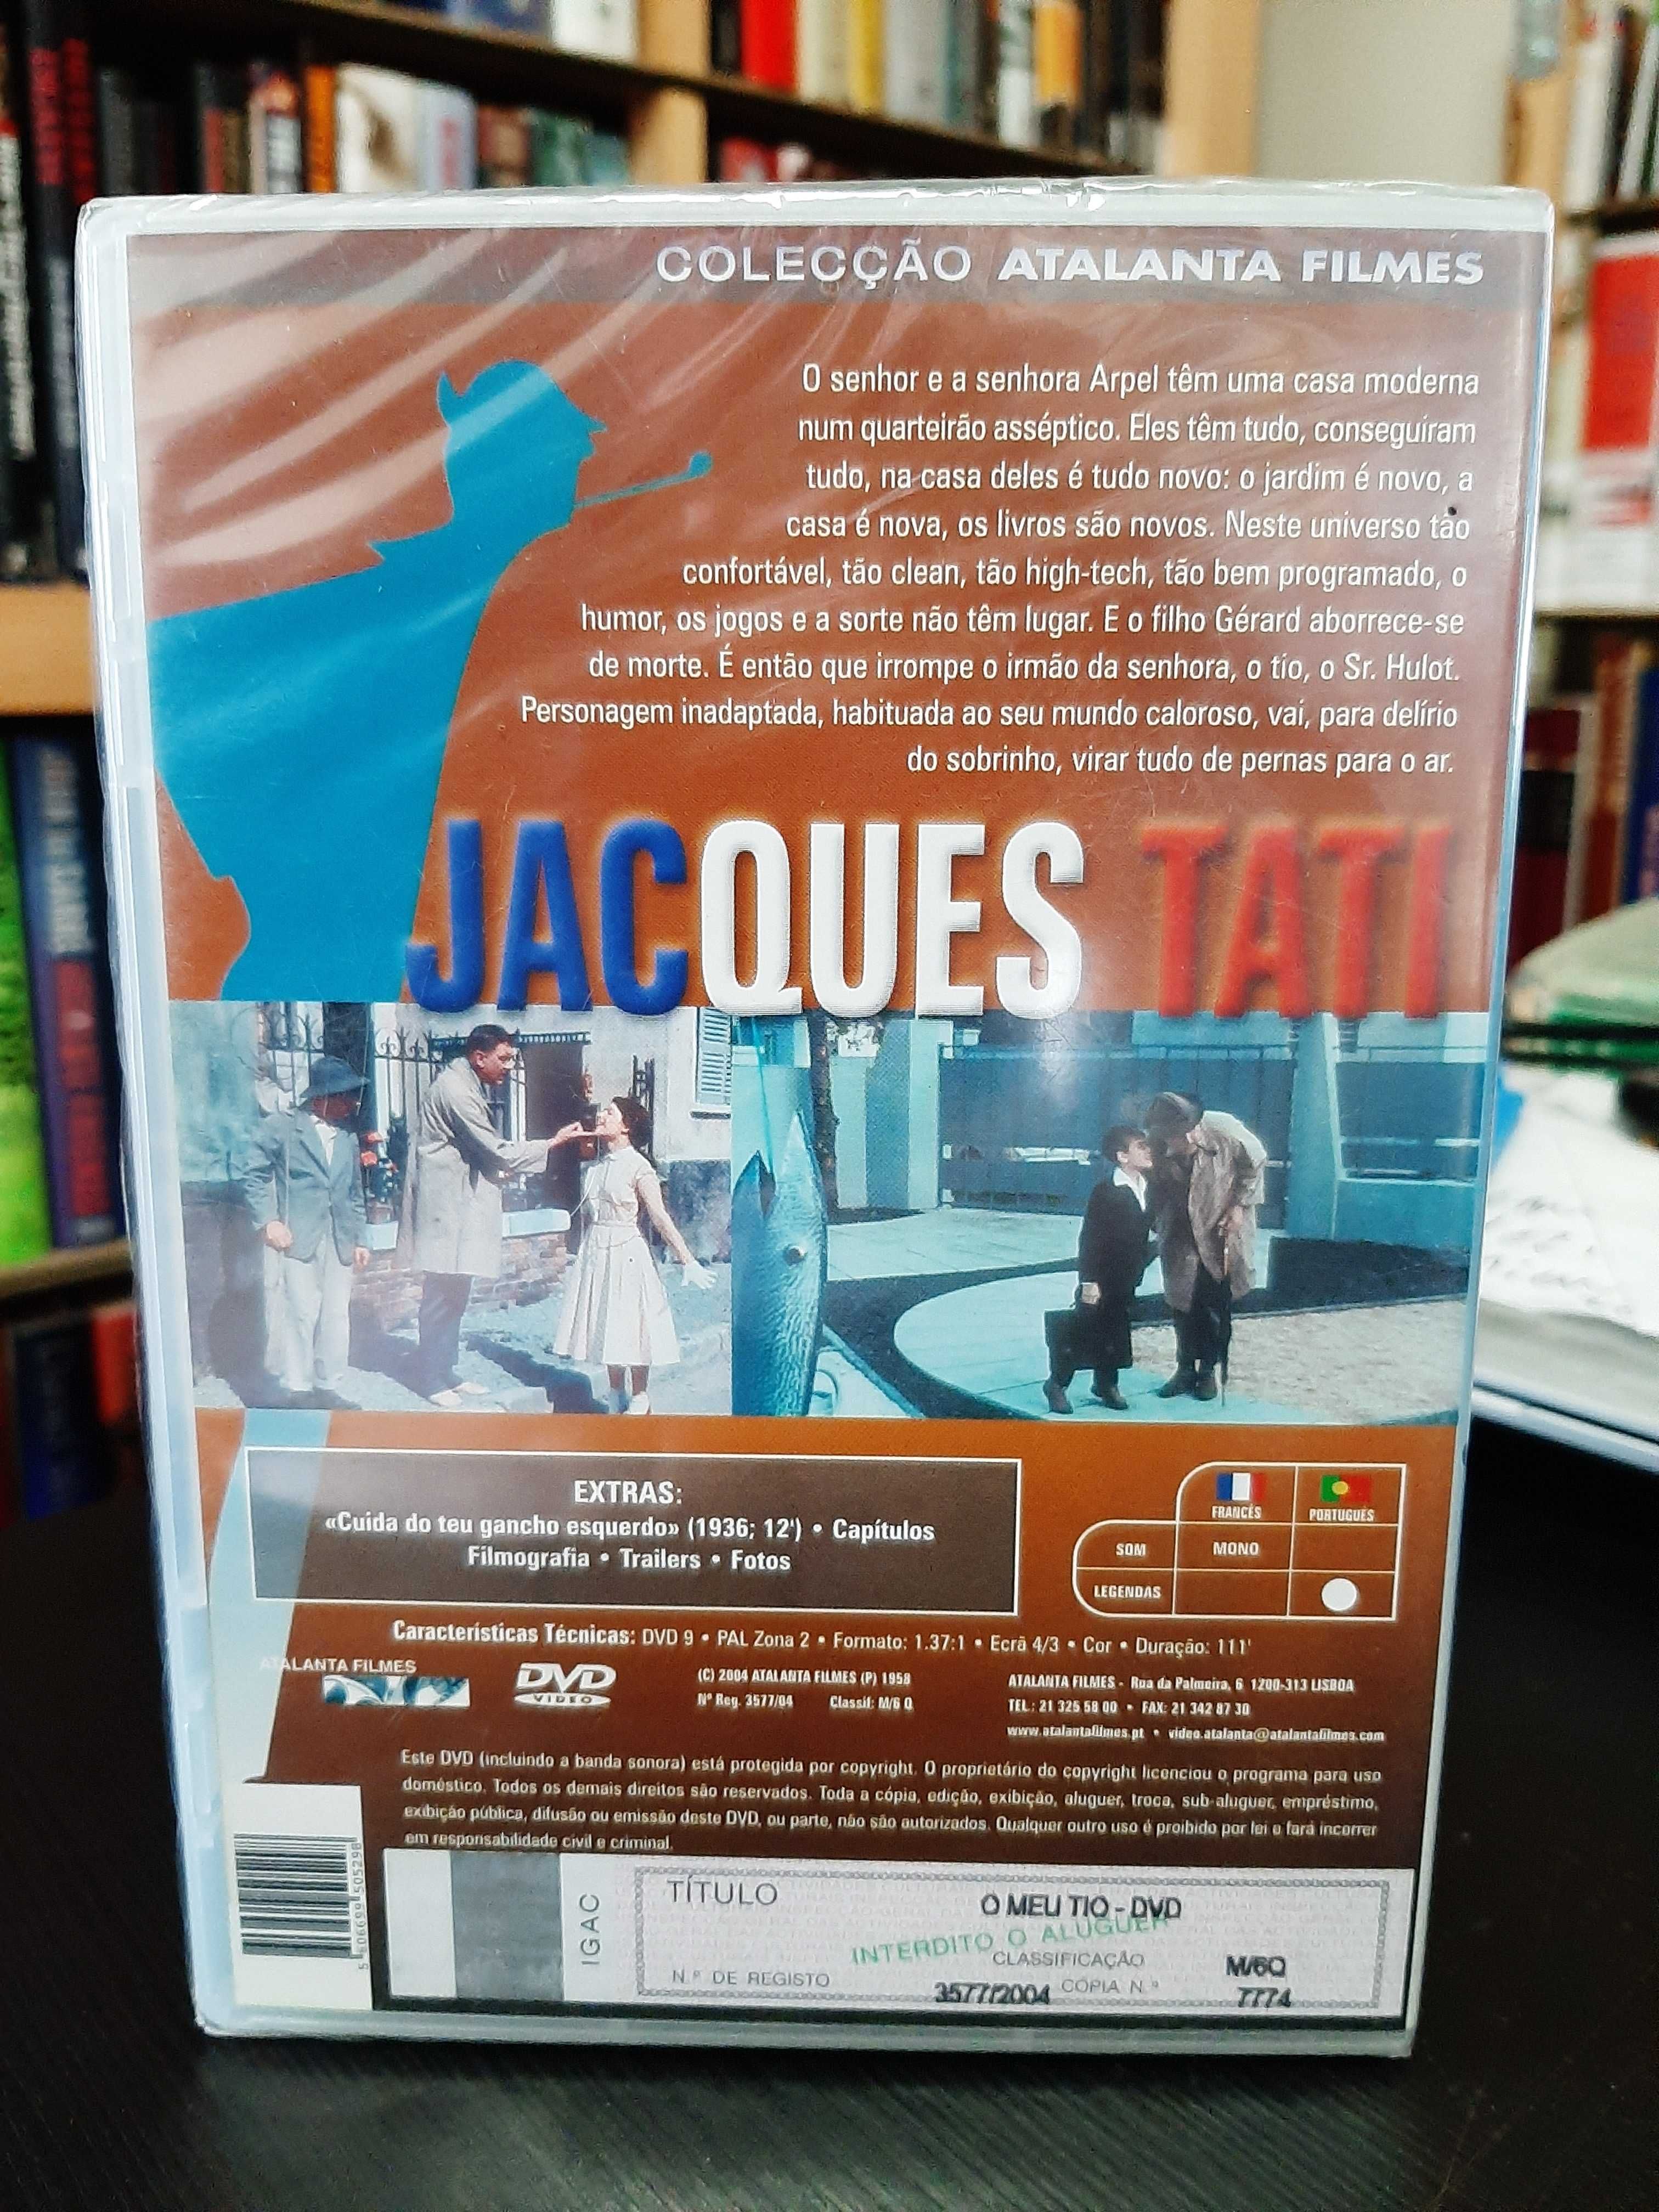 COLECÇÃO ATALANTA FILMES
O senhor e a senhora Arpel têm uma casa moderna
num quarteirão asséptico. Eles têm tudo, conseguiram
tudo, na casa deles é tudo novo: o jardim é novo, a
casa é nova, os livros são novos. Neste universo tão
confortável, tão clean, tão high-tech, tão bem programado, o
humor, os jogos e a sorte não têm lugar. E o filho Gérard aborrece-se
de morte. É então que irrompe o irmão da senhora, o tio, o Sr. Hulot.
Personagem inadaptada, habituada ao seu mundo caloroso, vai, para delírio
do sobrinho, virar tudo de pernas para o ar.
JACQUES TATI
EXTRAS:
«Cuida do teu gancho esquerdo» (1936; 12') • Capítulos
Filmografia • Trailers • Fotos
FRANCÊS PORTUGUÊS
SOM MONO
LEGENDAS
Características Técnicas: DVD 9 • PAL Zona 2 • Formato: 1.37:1 • Ecrã 4/3 • Cor • Duração: 111'
ATALANTA FILMES
DVD
VIDEO
(C) 2004 ATALANTA FILMES (P) 1958
Nº Reg. 3577/04 Classif: M/6 Q
ATALANTA FILMES - Rua da Palmeira, 6 1200-313 LISBOA
TEL.: 21 325 58 00 • FAX: 21 342 87 30
www.atalantafilmes.pt • video.atalanta@atalantafilmes.com
Este DVD (incluindo a banda sonora) está protegida por copyright. O proprietário do copyright licenciou o programa para uso
doméstico. Todos os demais direitos são reservados. Toda a cópia, edição, exibição, aluguer, troca, sub-aluguer, empréstimo,
exibição pública, difusão ou emissão deste DVD, ou parte, não são autorizados. Qualquer outro uso é proibido por lei e fará incorrer
em responsabilidade civil e criminal.
5 606699 505298
IGAC
TÍTULO O MEU TIO - DVD
INTERDITO O ALUGUER
CLASSIFICAÇÃO M/6Q
N.º DE REGISTO 3577/2004 CÓPIA N.º 7774